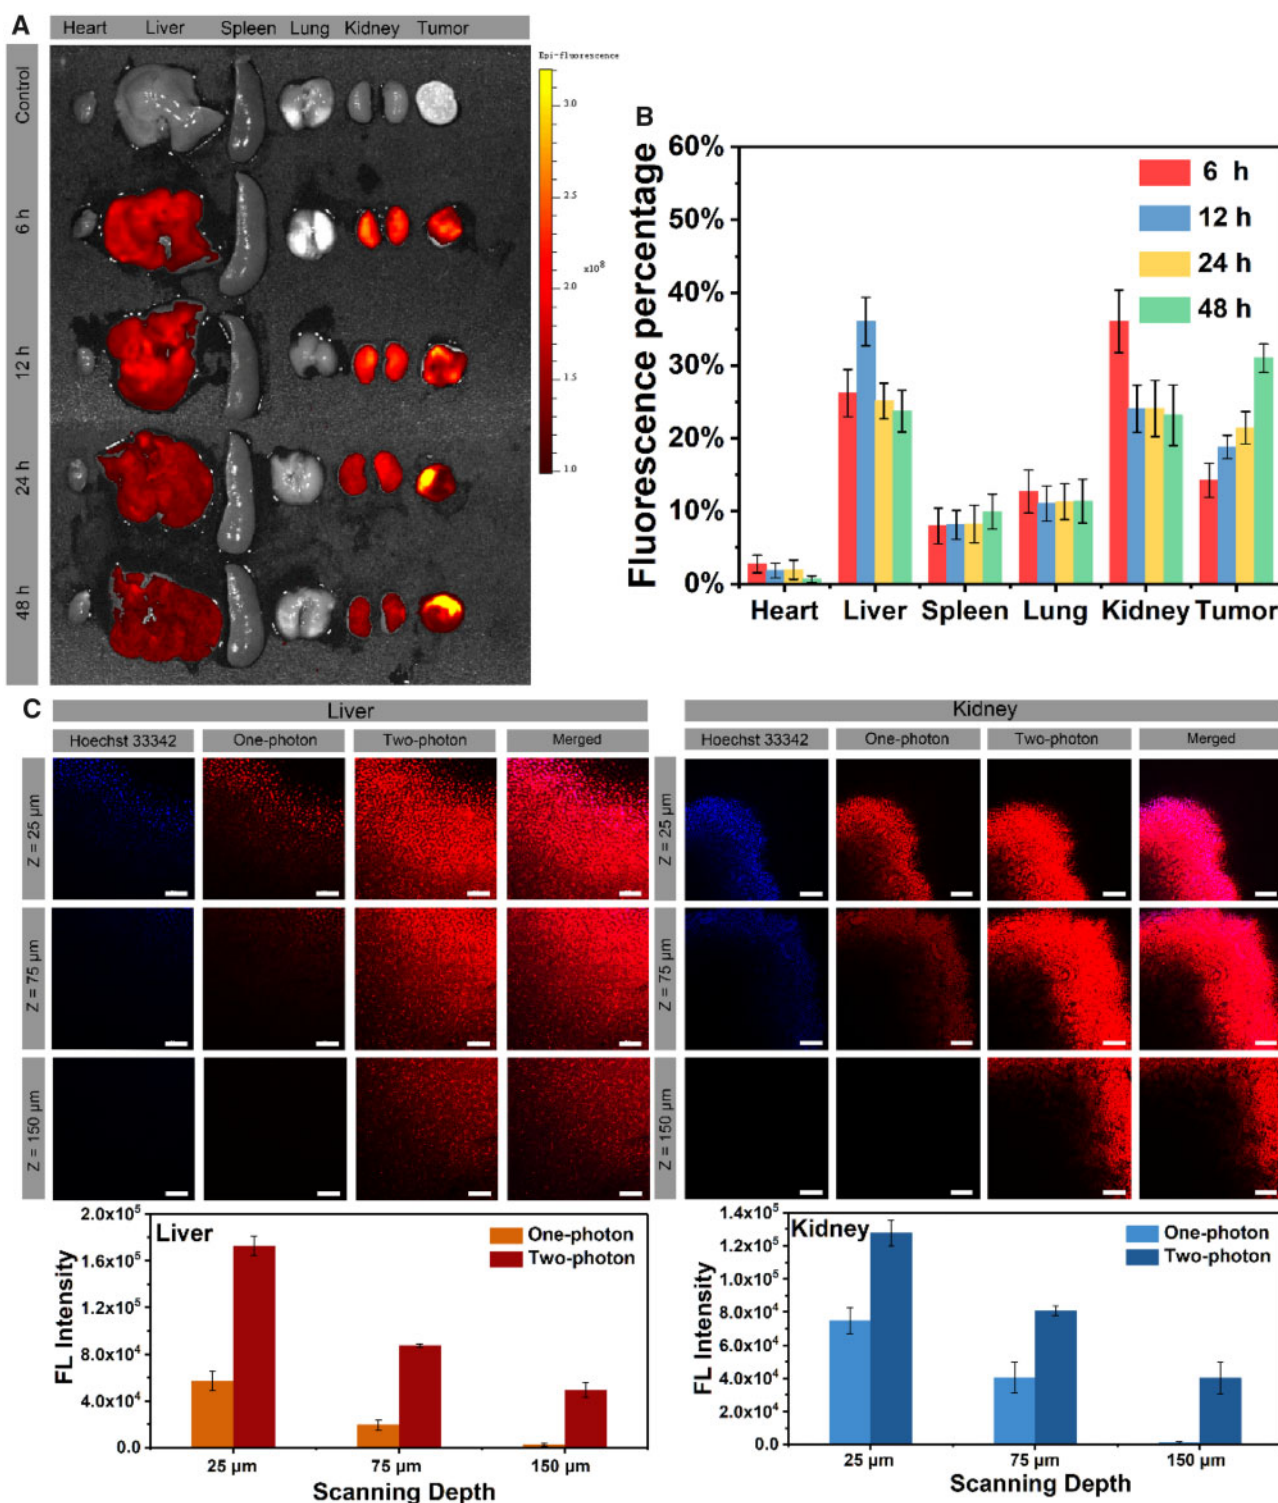 A
Heart Liver Spleen Lung Kidney Tumor
Control
6 h
12 h
24 h
48 h
Epi-fluorescence
3.0
2.5
x10⁸
2.0
1.5
1.0
B
Fluorescence percentage
60%
50%
40%
30%
20%
10%
0%
6 h
12 h
24 h
48 h
Heart Liver Spleen Lung Kidney Tumor
C
Liver
Hoechst 33342 One-photon Two-photon Merged
Z = 25 µm
Z = 75 µm
Z = 150 µm
Kidney
Hoechst 33342 One-photon Two-photon Merged
Z = 25 µm
Z = 75 µm
Z = 150 µm
Liver
One-photon
Two-photon
FL Intensity
2.0x10⁵
1.6x10⁵
1.2x10⁵
8.0x10⁴
4.0x10⁴
0.0
25 µm 75 µm 150 µm
Scanning Depth
Kidney
One-photon
Two-photon
FL Intensity
1.4x10⁵
1.2x10⁵
1.0x10⁵
8.0x10⁴
6.0x10⁴
4.0x10⁴
2.0x10⁴
0.0
25 µm 75 µm 150 µm
Scanning Depth